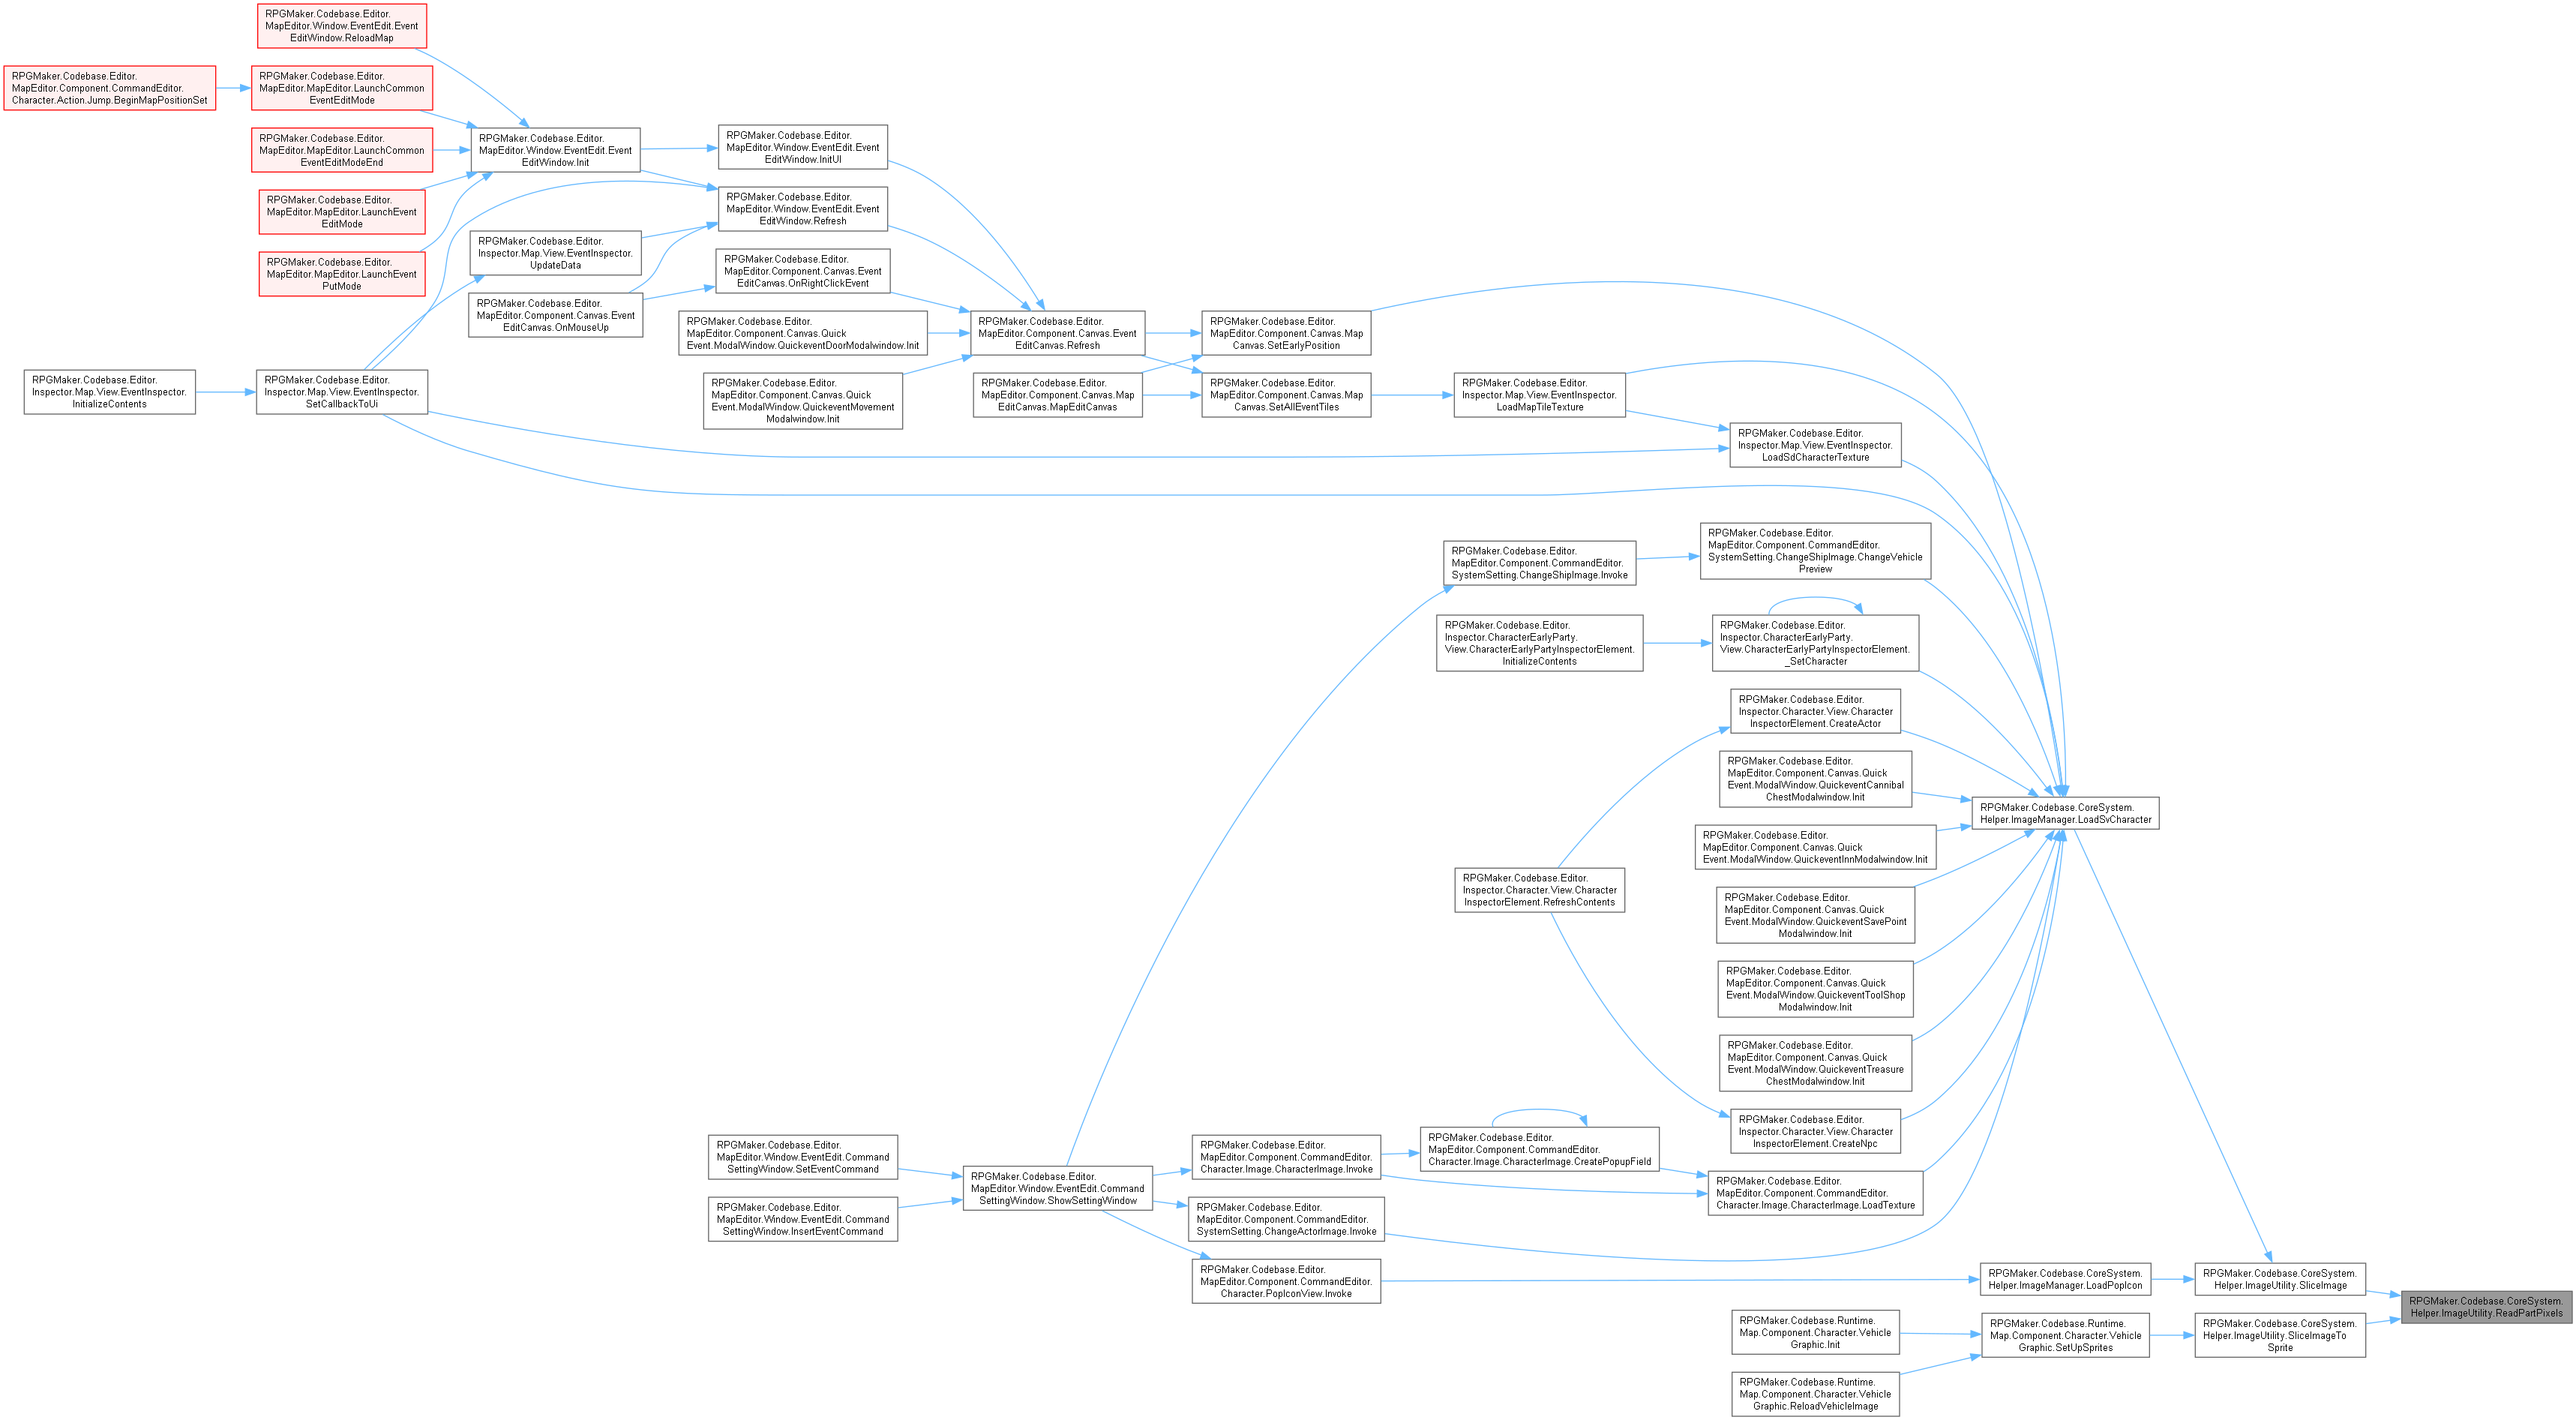 RPGMaker.Codebase.Editor.
MapEditor.Window.EventEdit.Event
EditWindow.ReloadMap
RPGMaker.Codebase.Editor.
MapEditor.Component.CommandEditor.
Character.Action.Jump.BeginMapPositionSet
RPGMaker.Codebase.Editor.
MapEditor.MapEditor.LaunchCommon
EventEditMode
RPGMaker.Codebase.Editor.
MapEditor.MapEditor.LaunchCommon
EventEditModeEnd
RPGMaker.Codebase.Editor.
MapEditor.MapEditor.LaunchEvent
EditMode
RPGMaker.Codebase.Editor.
MapEditor.MapEditor.LaunchEvent
PutMode
RPGMaker.Codebase.Editor.
MapEditor.Window.EventEdit.Event
EditWindow.Init
RPGMaker.Codebase.Editor.
MapEditor.Window.EventEdit.Event
EditWindow.InitUI
RPGMaker.Codebase.Editor.
MapEditor.Window.EventEdit.Event
EditWindow.Refresh
RPGMaker.Codebase.Editor.
Inspector.Map.View.EventInspector.
UpdateData
RPGMaker.Codebase.Editor.
MapEditor.Component.Canvas.Event
EditCanvas.OnRightClickEvent
RPGMaker.Codebase.Editor.
MapEditor.Component.Canvas.Event
EditCanvas.OnMouseUp
RPGMaker.Codebase.Editor.
MapEditor.Component.Canvas.Quick
Event.ModalWindow.QuickeventDoorModalwindow.Init
RPGMaker.Codebase.Editor.
MapEditor.Component.Canvas.Event
EditCanvas.Refresh
RPGMaker.Codebase.Editor.
MapEditor.Component.Canvas.Map
Canvas.SetEarlyPosition
RPGMaker.Codebase.Editor.
Inspector.Map.View.EventInspector.
InitializeContents
RPGMaker.Codebase.Editor.
Inspector.Map.View.EventInspector.
SetCallbackToUi
RPGMaker.Codebase.Editor.
MapEditor.Component.Canvas.Quick
Event.ModalWindow.QuickeventMovement
Modalwindow.Init
RPGMaker.Codebase.Editor.
MapEditor.Component.Canvas.Map
EditCanvas.MapEditCanvas
RPGMaker.Codebase.Editor.
MapEditor.Component.Canvas.Map
Canvas.SetAllEventTiles
RPGMaker.Codebase.Editor.
Inspector.Map.View.EventInspector.
LoadMapTileTexture
RPGMaker.Codebase.Editor.
Inspector.Map.View.EventInspector.
LoadSdCharacterTexture
RPGMaker.Codebase.Editor.
MapEditor.Component.CommandEditor.
SystemSetting.ChangeShipImage.Invoke
RPGMaker.Codebase.Editor.
MapEditor.Component.CommandEditor.
SystemSetting.ChangeShipImage.ChangeVehicle
Preview
RPGMaker.Codebase.Editor.
Inspector.CharacterEarlyParty.
View.CharacterEarlyPartyInspectorElement.
InitializeContents
RPGMaker.Codebase.Editor.
Inspector.CharacterEarlyParty.
View.CharacterEarlyPartyInspectorElement.
_SetCharacter
RPGMaker.Codebase.Editor.
Inspector.Character.View.Character
InspectorElement.CreateActor
RPGMaker.Codebase.Editor.
MapEditor.Component.Canvas.Quick
Event.ModalWindow.QuickeventCannibal
ChestModalwindow.Init
RPGMaker.Codebase.CoreSystem.
Helper.ImageManager.LoadSvCharacter
RPGMaker.Codebase.Editor.
MapEditor.Component.Canvas.Quick
Event.ModalWindow.QuickeventInnModalwindow.Init
RPGMaker.Codebase.Editor.
Inspector.Character.View.Character
InspectorElement.RefreshContents
RPGMaker.Codebase.Editor.
MapEditor.Component.Canvas.Quick
Event.ModalWindow.QuickeventSavePoint
Modalwindow.Init
RPGMaker.Codebase.Editor.
MapEditor.Component.Canvas.Quick
Event.ModalWindow.QuickeventToolShop
Modalwindow.Init
RPGMaker.Codebase.Editor.
MapEditor.Component.Canvas.Quick
Event.ModalWindow.QuickeventTreasure
ChestModalwindow.Init
RPGMaker.Codebase.Editor.
Inspector.Character.View.Character
InspectorElement.CreateNpc
RPGMaker.Codebase.Editor.
MapEditor.Window.EventEdit.Command
SettingWindow.SetEventCommand
RPGMaker.Codebase.Editor.
MapEditor.Window.EventEdit.Command
SettingWindow.InsertEventCommand
RPGMaker.Codebase.Editor.
MapEditor.Window.EventEdit.Command
SettingWindow.ShowSettingWindow
RPGMaker.Codebase.Editor.
MapEditor.Component.CommandEditor.
Character.Image.CharacterImage.Invoke
RPGMaker.Codebase.Editor.
MapEditor.Component.CommandEditor.
Character.Image.CharacterImage.CreatePopupField
RPGMaker.Codebase.Editor.
MapEditor.Component.CommandEditor.
Character.Image.CharacterImage.LoadTexture
RPGMaker.Codebase.Editor.
MapEditor.Component.CommandEditor.
SystemSetting.ChangeActorImage.Invoke
RPGMaker.Codebase.Editor.
MapEditor.Component.CommandEditor.
Character.PopIconView.Invoke
RPGMaker.Codebase.CoreSystem.
Helper.ImageManager.LoadPopIcon
RPGMaker.Codebase.CoreSystem.
Helper.ImageUtility.SliceImage
RPGMaker.Codebase.CoreSystem.
Helper.ImageUtility.ReadPartPixels
RPGMaker.Codebase.Runtime.
Map.Component.Character.Vehicle
Graphic.Init
RPGMaker.Codebase.Runtime.
Map.Component.Character.Vehicle
Graphic.SetUpSprites
RPGMaker.Codebase.CoreSystem.
Helper.ImageUtility.SliceImageTo
Sprite
RPGMaker.Codebase.Runtime.
Map.Component.Character.Vehicle
Graphic.ReloadVehicleImage